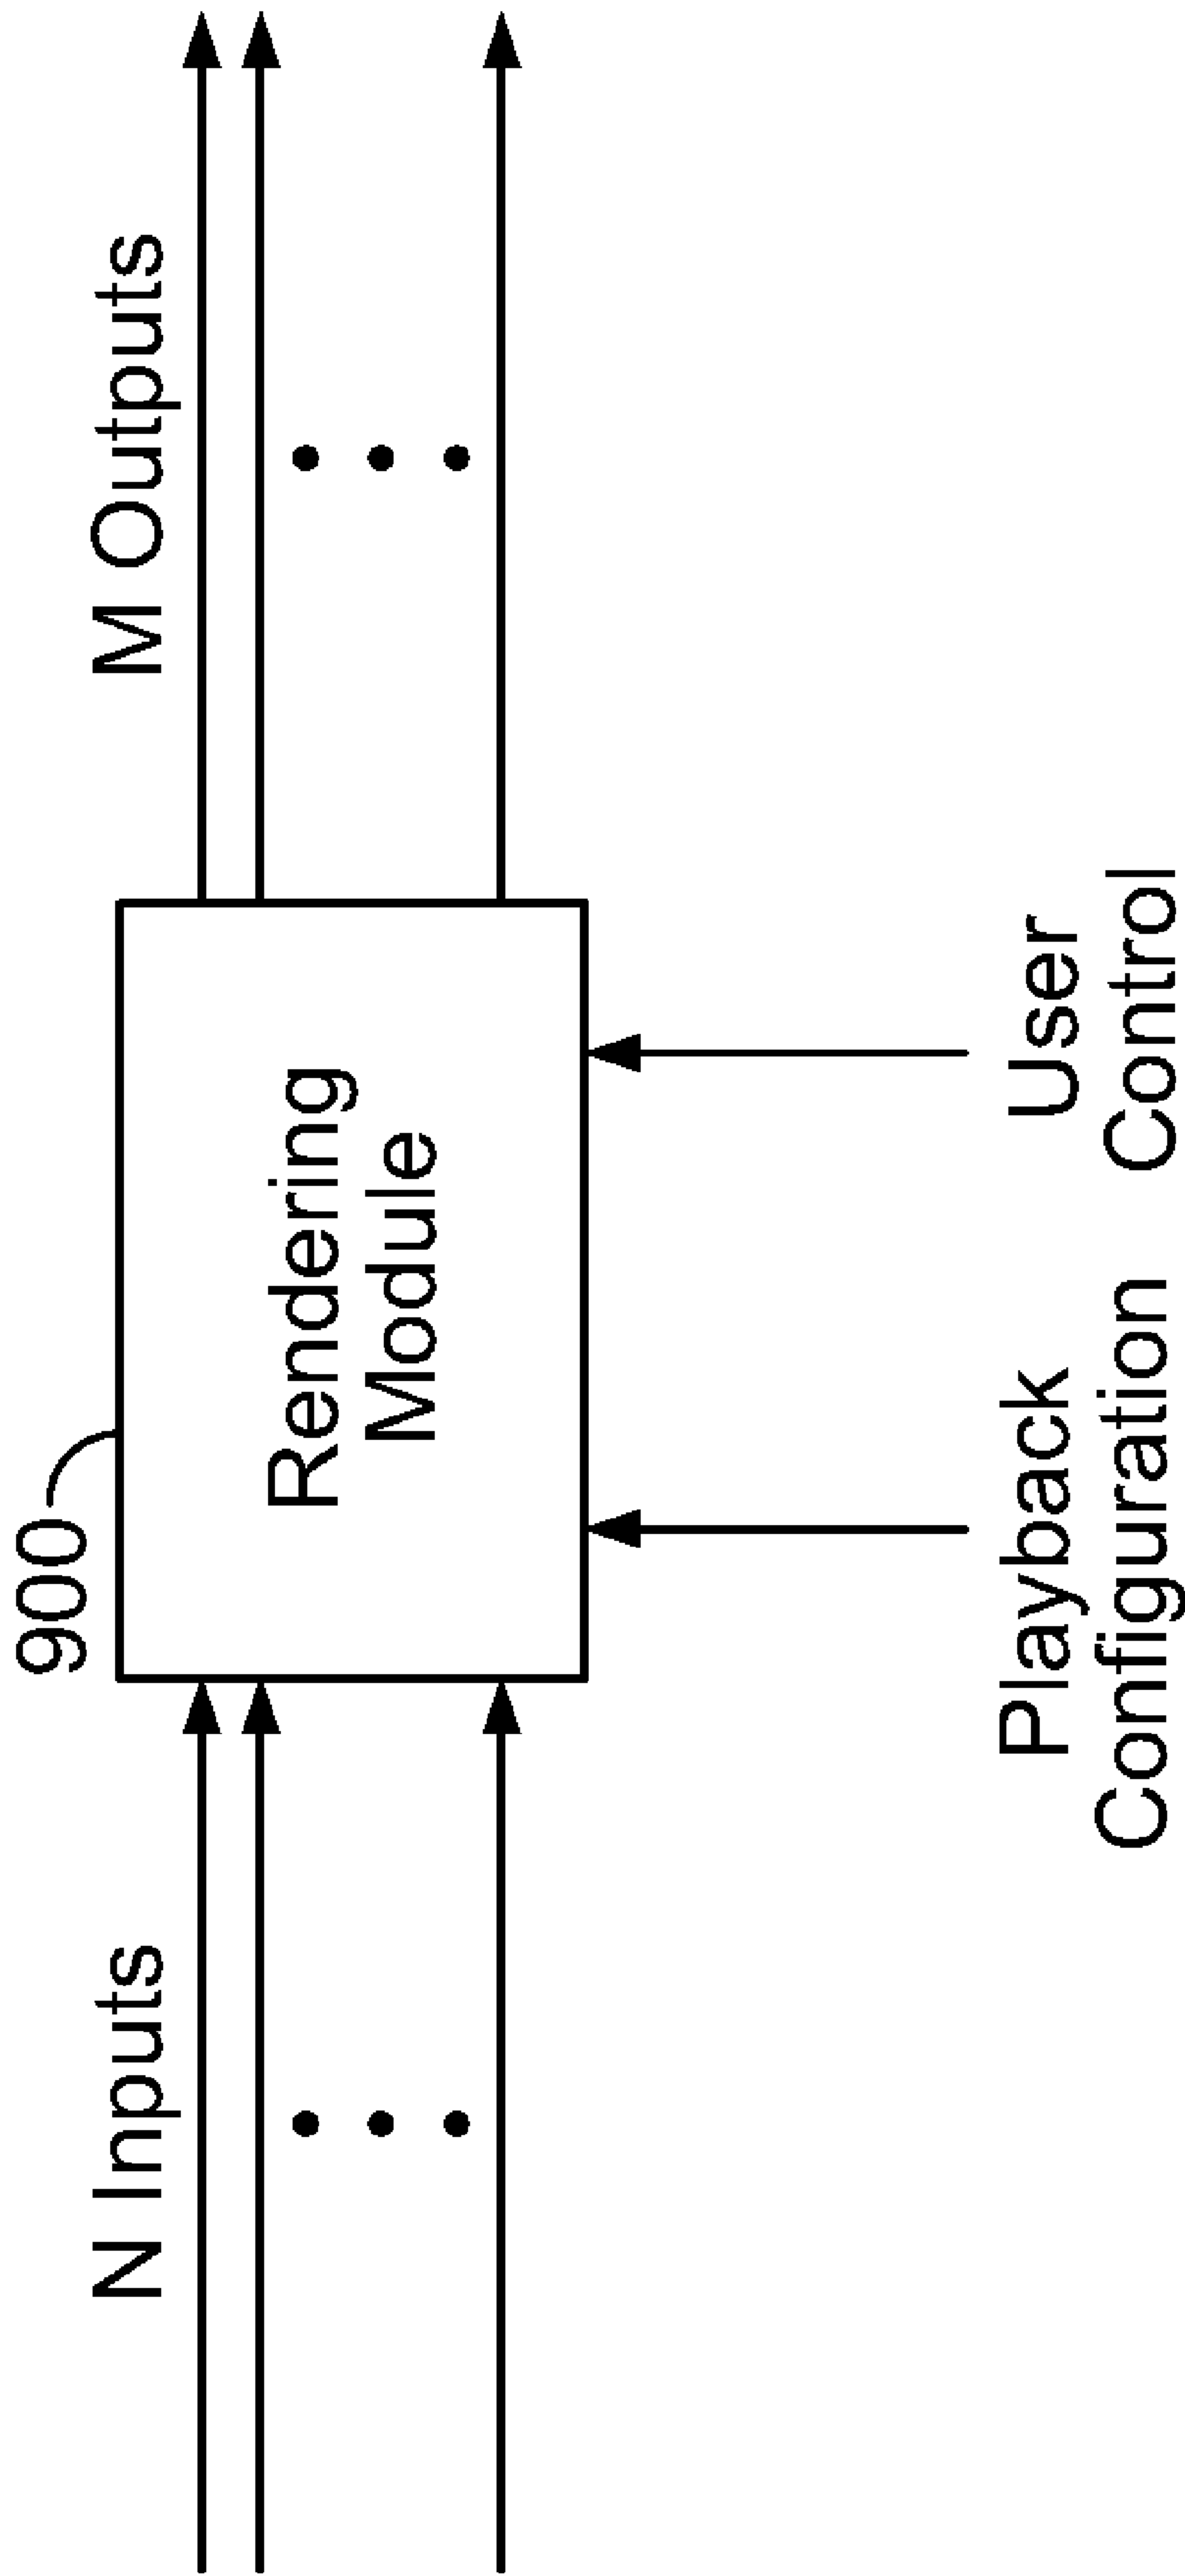 900
N Inputs
M Outputs
Rendering
Module
Playback
Configuration
User
Control